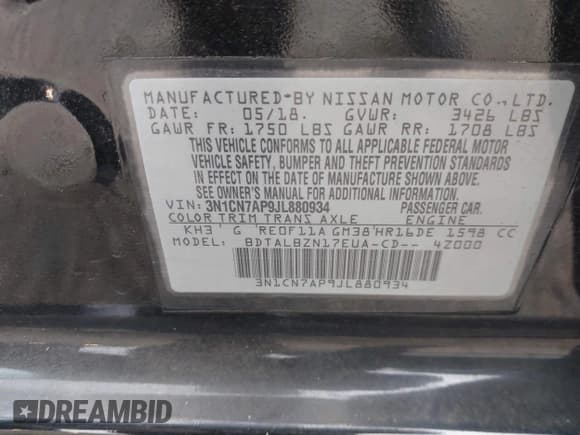 MANUFACTURED-BY NISSAN MOTOR CO.,LTD.
DATE: 05/18. GVWR: 3426 LBS
GAWR FR: 1750 LBS GAWR RR: 1708 LBS
THIS VEHICLE CONFORMS TO ALL APPLICABLE FEDERAL MOTOR
VEHICLE SAFETY, BUMPER AND THEFT PREVENTION STANDARDS
IN EFFECT ON THE DATE OF MANUFACTURE SHOWN ABOVE.
SEE OWNER'S MANUAL FOR ADDITIONAL INFORMATION.
VIN: 3N1CN7AP9JL880934 PASSENGER CAR
COLOR TRIM TRANS AXLE ENGINE
KH3 G RE0F11A GM38 HR16DE 1598 CC
MODEL: BDTALBZN17EUA-CD-- 4Z000
3N1CN7AP9JL880934
DREAMBID